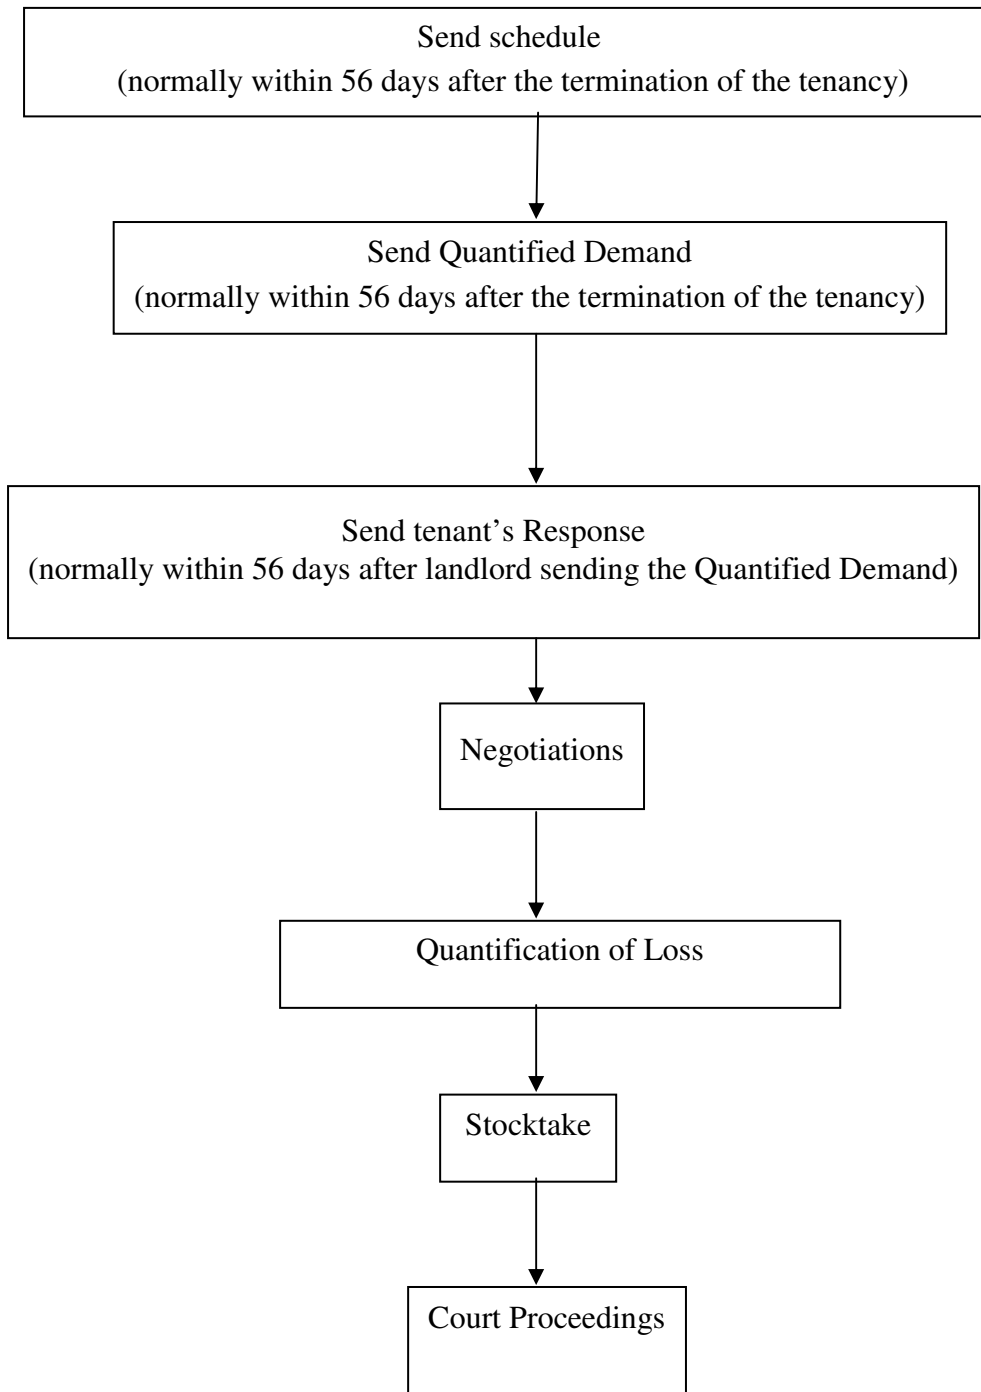 Send schedule
(normally within 56 days after the termination of the tenancy)
Send Quantified Demand
(normally within 56 days after the termination of the tenancy)
Send tenant’s Response
(normally within 56 days after landlord sending the Quantified Demand)
Negotiations
Quantification of Loss
Stocktake
Court Proceedings